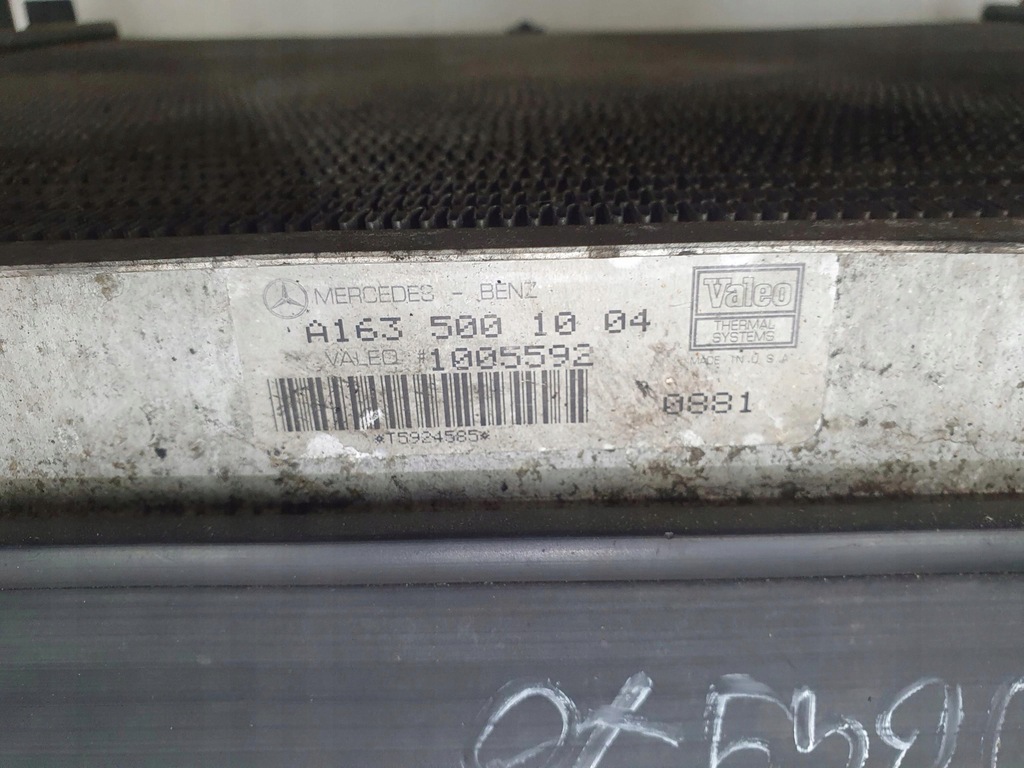 MERCEDES - BENZ
A163 500 10 04
VALEO #1005592
*T5924585*
Valeo
THERMAL
SYSTEMS
MADE IN U S A
0881